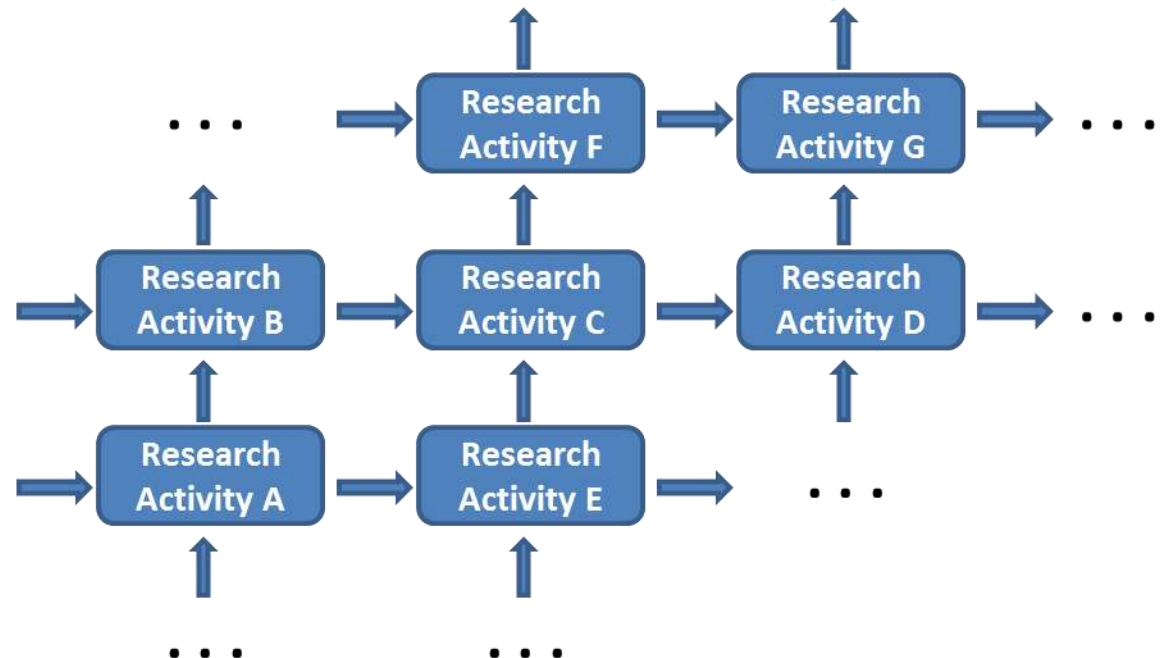 . . .
Research
Activity F
Research
Activity G
. . .
Research
Activity B
Research
Activity C
Research
Activity D
. . .
Research
Activity A
Research
Activity E
. . .
. . .
. . .